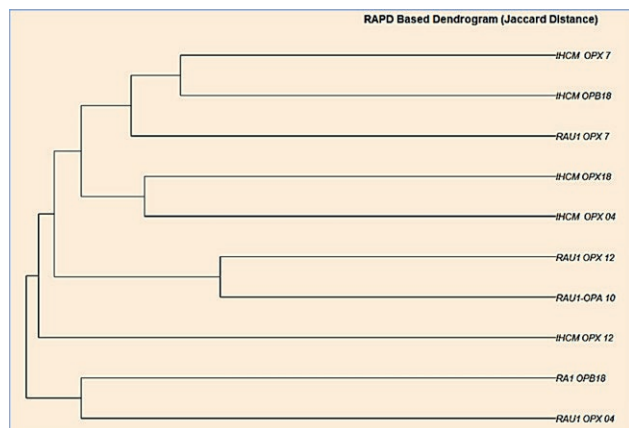 RAPD Based Dendrogram (Jaccard Distance)
IHCM OPX 7
IHCM OPB18
RAU1 OPX 7
IHCM OPX18
IHCM OPX 04
RAU1 OPX 12
RAU1-OPA 10
IHCM OPX 12
RA1 OPB18
RAU1 OPX 04